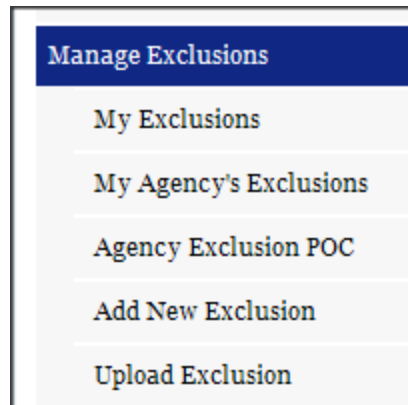 Manage Exclusions
My Exclusions
My Agency's Exclusions
Agency Exclusion POC
Add New Exclusion
Upload Exclusion